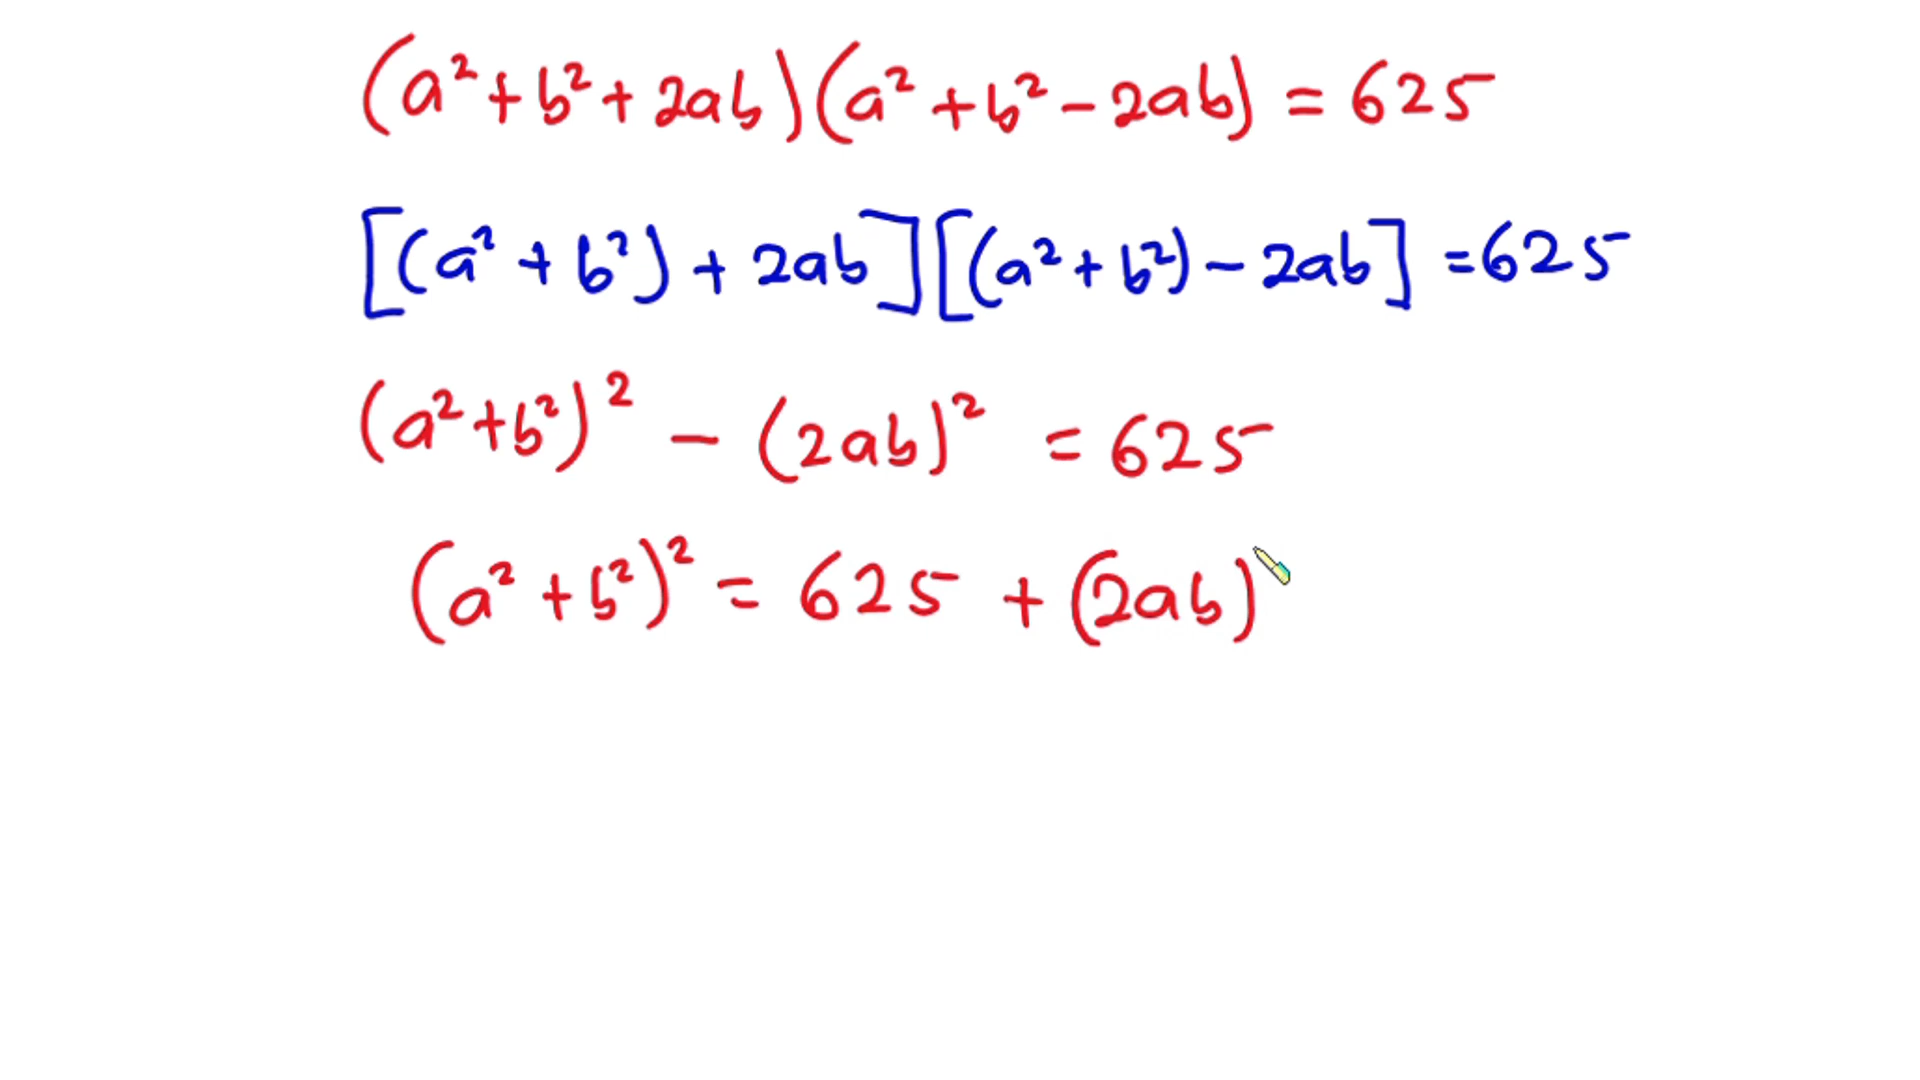 (a²+b²+2ab)(a²+b²-2ab) = 625
[(a²+b²)+2ab][(a²+b²)-2ab] =625
(a²+b²)² - (2ab)² = 625
(a²+b²)² = 625 + (2ab)